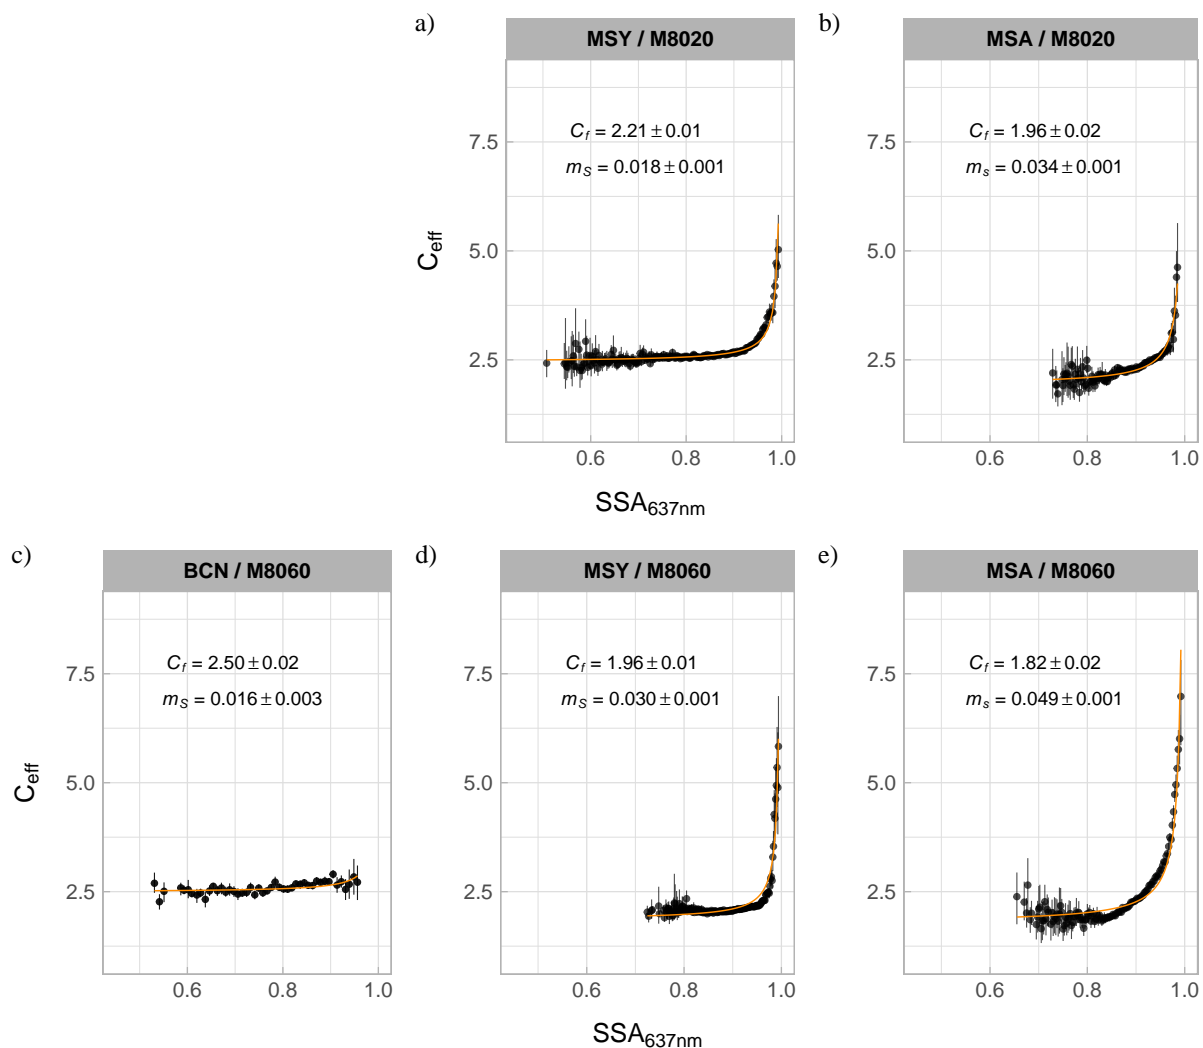 a)
MSY / M8020
b)
MSA / M8020
C_f = 2.21 ± 0.01
m_S = 0.018 ± 0.001
C_f = 1.96 ± 0.02
m_s = 0.034 ± 0.001
7.5
5.0
2.5
C_eff
7.5
5.0
2.5
0.6 0.8 1.0
0.6 0.8 1.0
SSA_637nm
c)
BCN / M8060
d)
MSY / M8060
e)
MSA / M8060
C_f = 2.50 ± 0.02
m_S = 0.016 ± 0.003
C_f = 1.96 ± 0.01
m_S = 0.030 ± 0.001
C_f = 1.82 ± 0.02
m_s = 0.049 ± 0.001
7.5
5.0
2.5
C_eff
7.5
5.0
2.5
7.5
5.0
2.5
0.6 0.8 1.0
0.6 0.8 1.0
0.6 0.8 1.0
SSA_637nm